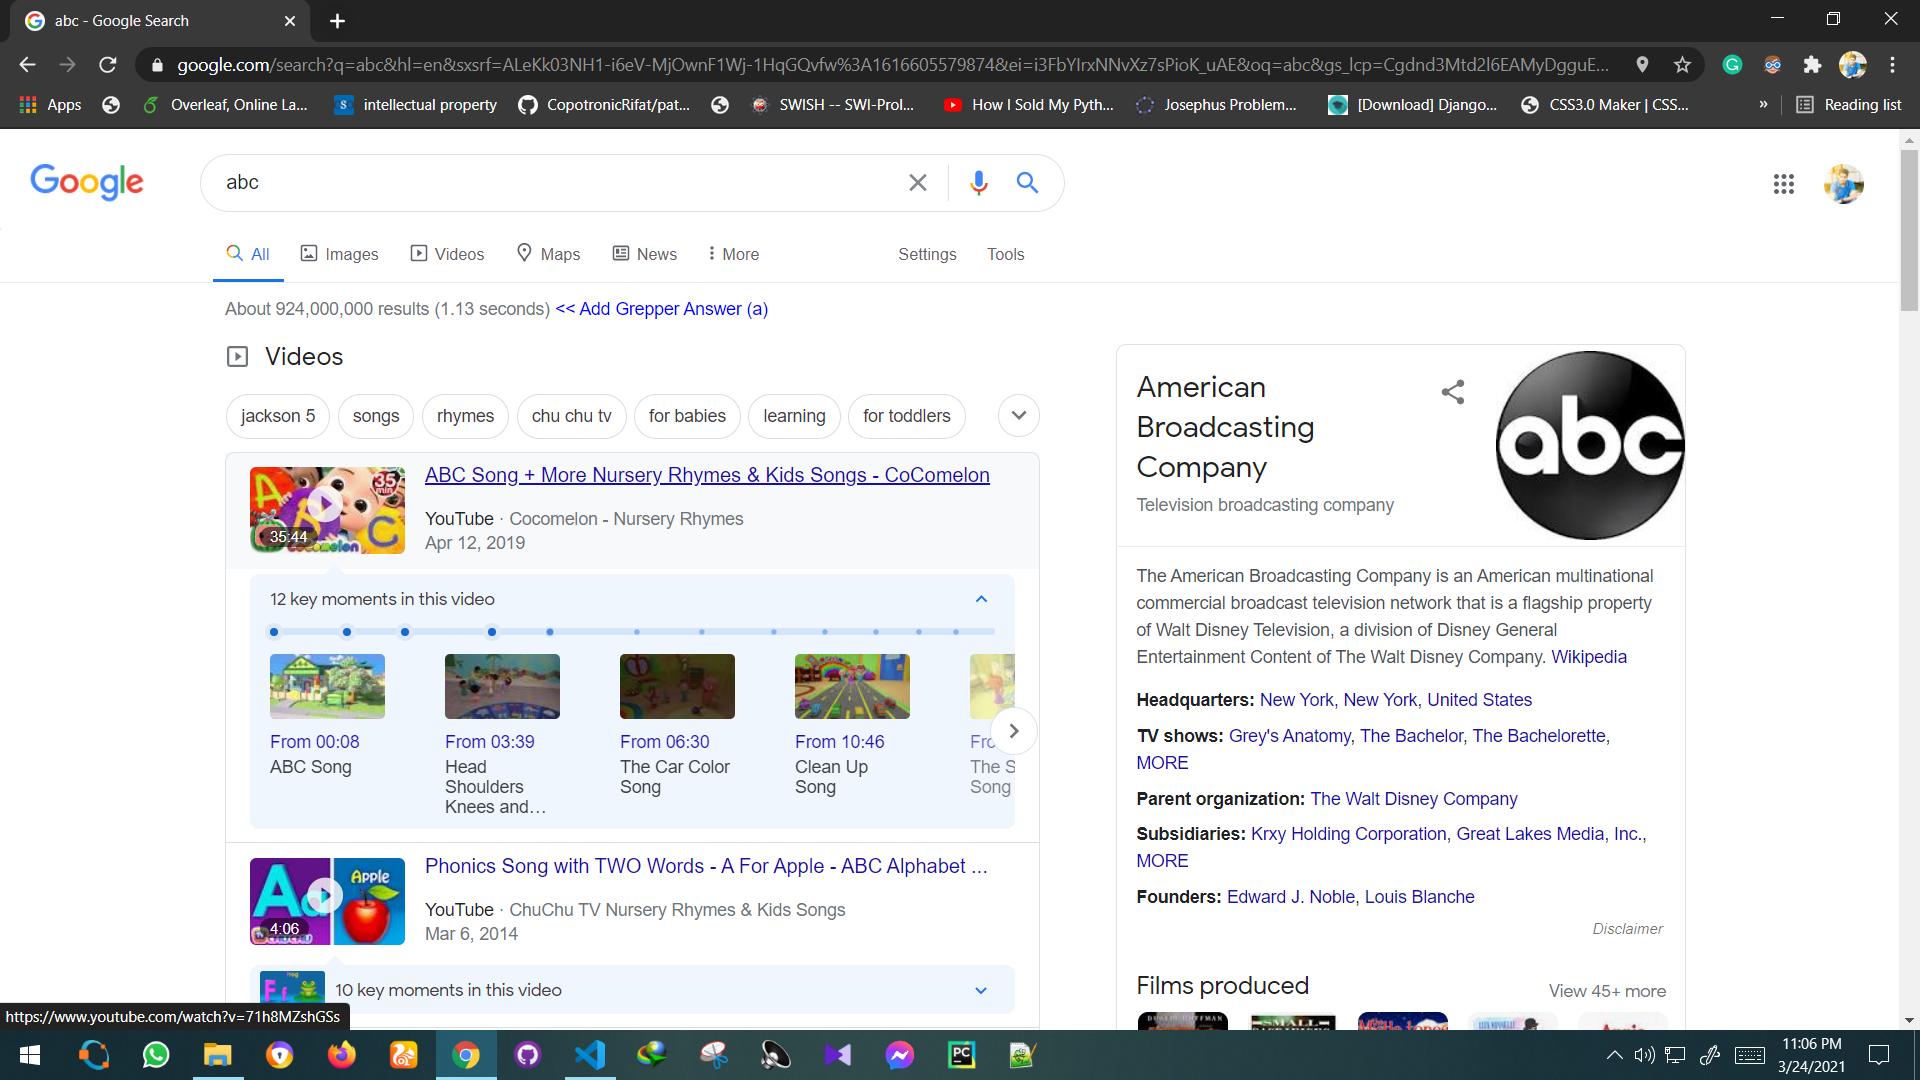 abc - Google Search
google.com/search?q=abc&hl=en&sxsrf=ALeKk03NH1-i6eV-MjOwnF1Wj-1HqGQvfw%3A1616605579874&ei=i3FbYIrxNNvXz7sPioK_uAE&oq=abc&gs_lcp=Cgdnd3Mtd2l6EAMyDgguE...
Apps Overleaf, Online La... intellectual property CopotronicRifat/pat... SWISH -- SWI-Prol... How I Sold My Pyth... Josephus Problem... [Download] Django... CSS3.0 Maker | CSS... » Reading list
Google
abc
All Images Videos Maps News More Settings Tools
About 924,000,000 results (1.13 seconds) << Add Grepper Answer (a)
Videos
jackson 5 songs rhymes chu chu tv for babies learning for toddlers
ABC Song + More Nursery Rhymes & Kids Songs - CoComelon
YouTube · Cocomelon - Nursery Rhymes
Apr 12, 2019
35 min
35:44
12 key moments in this video
From 00:08
ABC Song
From 03:39
Head
Shoulders
Knees and...
From 06:30
The Car Color
Song
From 10:46
Clean Up
Song
The S
Song
Phonics Song with TWO Words - A For Apple - ABC Alphabet ...
YouTube · ChuChu TV Nursery Rhymes & Kids Songs
Mar 6, 2014
Apple
4:06
10 key moments in this video
https://www.youtube.com/watch?v=71h8MZshGSs
American
Broadcasting
Company
Television broadcasting company
abc
The American Broadcasting Company is an American multinational
commercial broadcast television network that is a flagship property
of Walt Disney Television, a division of Disney General
Entertainment Content of The Walt Disney Company. Wikipedia
Headquarters: New York, New York, United States
TV shows: Grey's Anatomy, The Bachelor, The Bachelorette,
MORE
Parent organization: The Walt Disney Company
Subsidiaries: Krxy Holding Corporation, Great Lakes Media, Inc.,
MORE
Founders: Edward J. Noble, Louis Blanche
Disclaimer
Films produced
View 45+ more
11:06 PM
3/24/2021